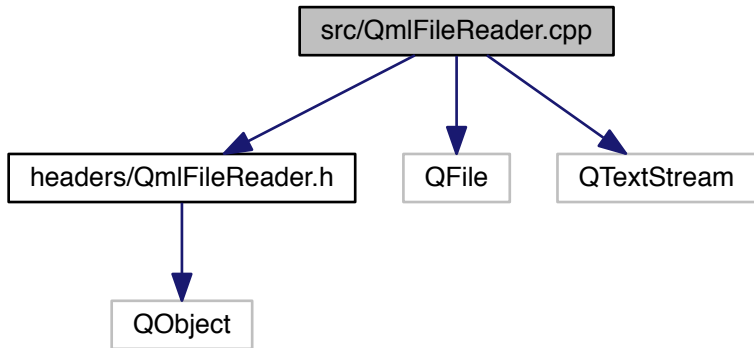 src/QmlFileReader.cpp
headers/QmlFileReader.h
QFile
QTextStream
QObject